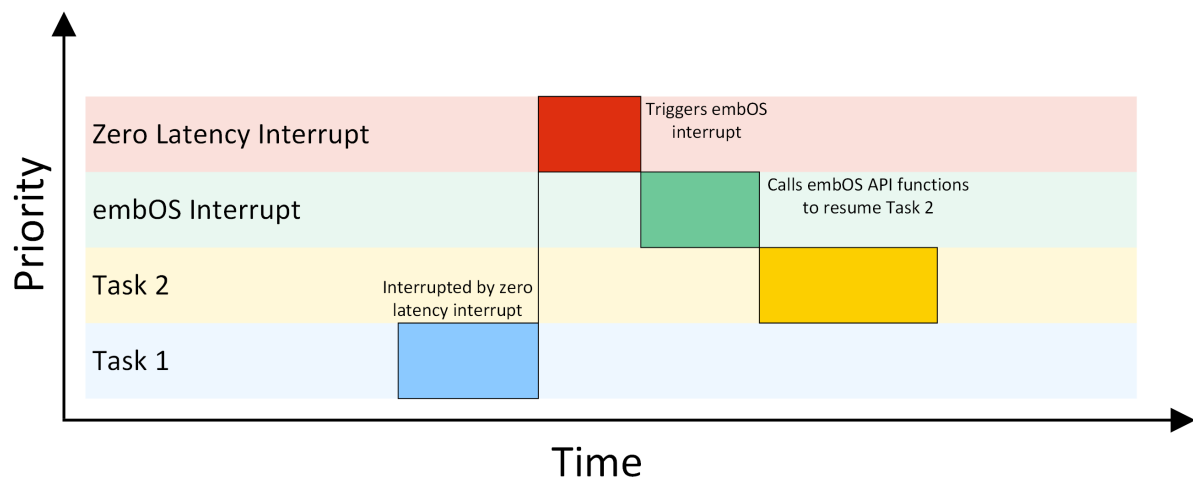 Priority
Zero Latency Interrupt
Triggers embOS
interrupt
embOS Interrupt
Calls embOS API functions
to resume Task 2
Task 2
Interrupted by zero
latency interrupt
Task 1
Time